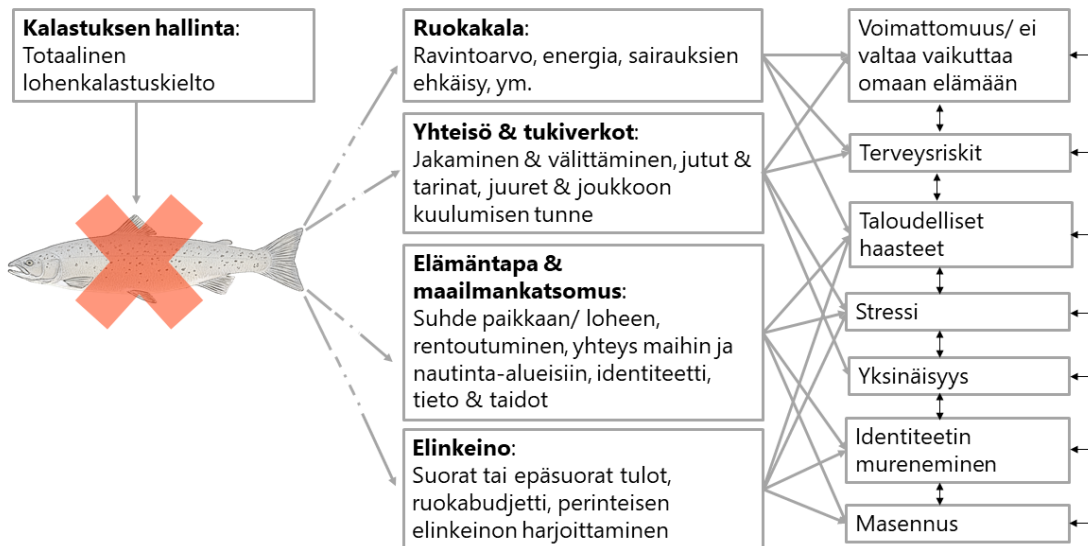 Kalastuksen hallinta:
Totaalinen
lohenkalastuskielto
Ruokakala:
Ravintoarvo, energia, sairauksien
ehkäisy, ym.
Yhteisö & tukiverkot:
Jakaminen & välittäminen, jutut &
tarinat, juuret & joukkoon
kuulumisen tunne
Elämäntapa &
maailmankatsomus:
Suhde paikkaan/ loheen,
rentoutuminen, yhteys maihin ja
nautinta-alueisiin, identiteetti,
tieto & taidot
Elinkeino:
Suorat tai epäsuorat tulot,
ruokabudjetti, perinteisen
elinkeinon harjoittaminen
Voimattomuus/ ei
valtaa vaikuttaa
omaan elämään
Terveysriskit
Taloudelliset
haasteet
Stressi
Yksinäisyys
Identiteetin
mureneminen
Masennus